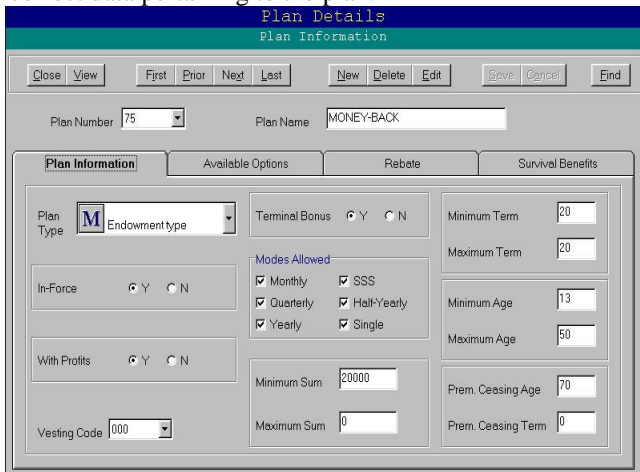 Plan Details
Plan Information
Close View First Prior Next Last New Delete Edit Save Cancel Find
Plan Number 75 Plan Name MONEY-BACK
Plan Information Available Options Rebate Survival Benefits
Plan Type M Endowment type
In-Force Y N
With Profits Y N
Vesting Code 000
Terminal Bonus Y N
Modes Allowed
Monthly SSS
Quarterly Half-Yearly
Yearly Single
Minimum Sum 20000
Maximum Sum 0
Minimum Term 20
Maximum Term 20
Minimum Age 13
Maximum Age 50
Prem. Ceasing Age 70
Prem. Ceasing Term 0